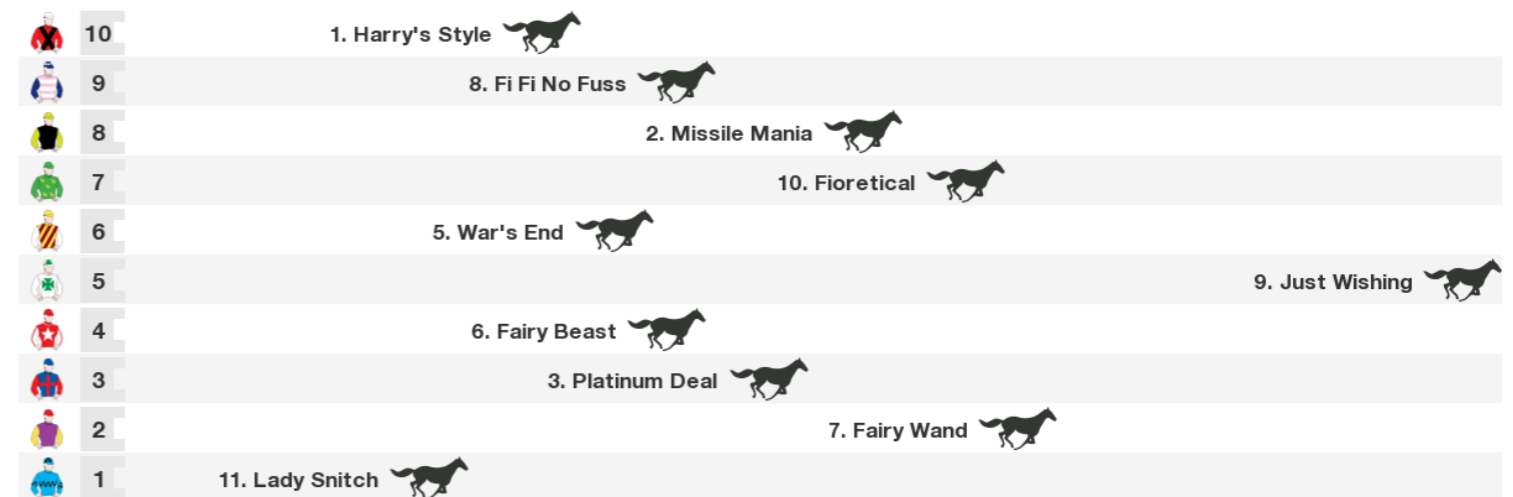 10 1. Harry's Style
9 8. Fi Fi No Fuss
8 2. Missile Mania
7 10. Fioretical
6 5. War's End
5 9. Just Wishing
4 6. Fairy Beast
3 3. Platinum Deal
2 7. Fairy Wand
1 11. Lady Snitch